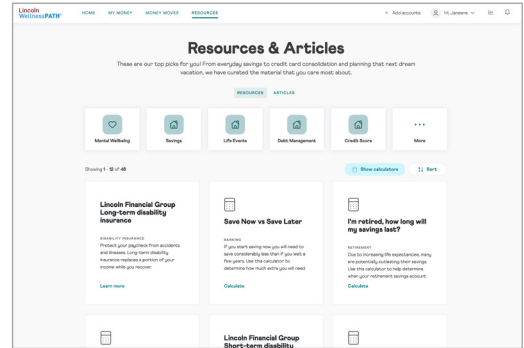 Lincoln
WellnessPATH®
HOME MY MONEY MONEY MOVES RESOURCES
+ Add accounts Hi, Janeane
Resources & Articles
These are our top picks for you! From everyday savings to credit card consolidation and planning that next dream
vacation, we have curated the material that you care most about.
RESOURCES ARTICLES
Mental Wellbeing Savings Life Events Debt Management Credit Score More
Showing 1 - 12 of 48
Show calculators Sort
Lincoln Financial Group
Long-term disability
insurance
DISABILITY INSURANCE
Protect your paycheck from accidents
and illnesses. Long-term disability
insurance replaces a portion of your
income while you recover.
Learn more
Save Now vs Save Later
BANKING
If you start saving now you will need to
save considerably less than if you wait a
few years. Use this calculator to
determine how much extra you will need
Calculate
I'm retired, how long will
my savings last?
RETIREMENT
Due to increasing life expectancies, many
are potentially outliving their savings.
Use this calculator to help determine
when your retirement savings account
Calculate
Lincoln Financial Group
Short-term disability